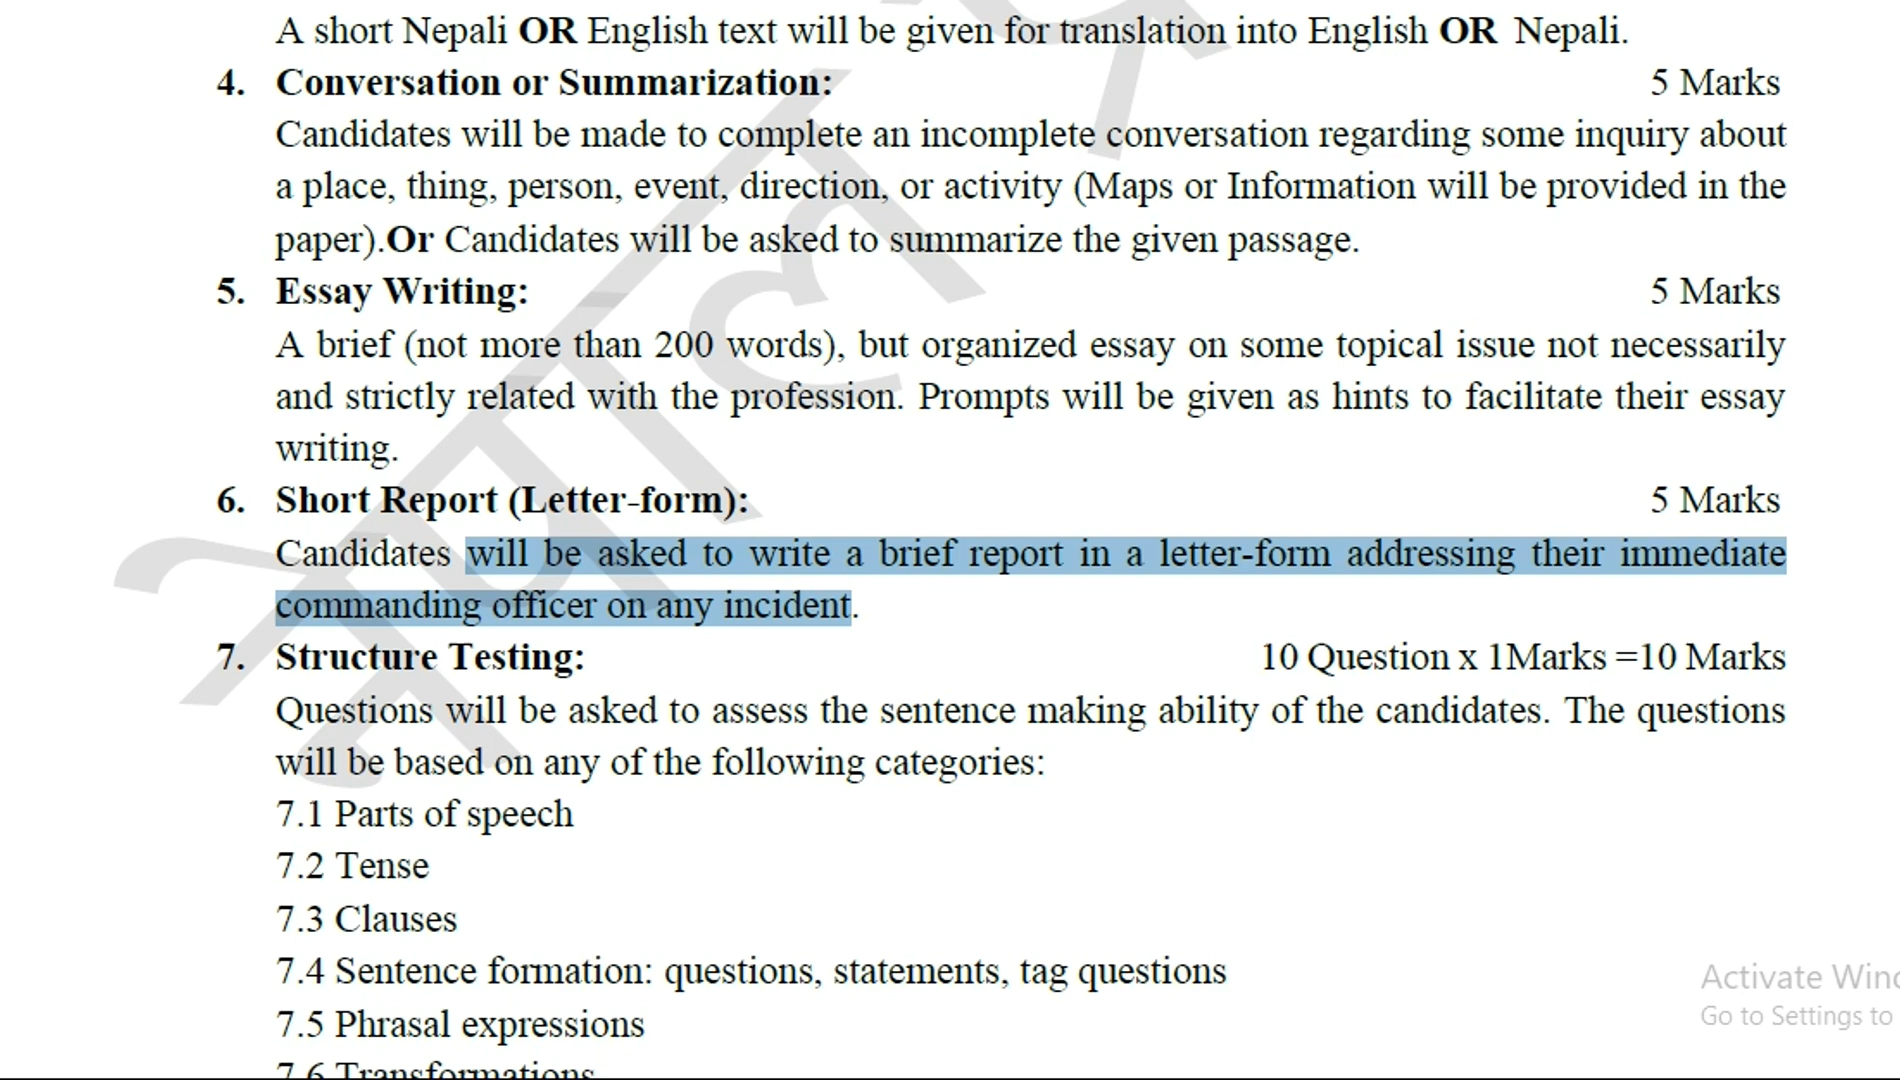 A short Nepali OR English text will be given for translation into English OR Nepali.
4. Conversation or Summarization: 5 Marks
Candidates will be made to complete an incomplete conversation regarding some inquiry about
a place, thing, person, event, direction, or activity (Maps or Information will be provided in the
paper).Or Candidates will be asked to summarize the given passage.
5. Essay Writing: 5 Marks
A brief (not more than 200 words), but organized essay on some topical issue not necessarily
and strictly related with the profession. Prompts will be given as hints to facilitate their essay
writing.
6. Short Report (Letter-form): 5 Marks
Candidates will be asked to write a brief report in a letter-form addressing their immediate
commanding officer on any incident.
7. Structure Testing: 10 Question x 1Marks =10 Marks
Questions will be asked to assess the sentence making ability of the candidates. The questions
will be based on any of the following categories:
7.1 Parts of speech
7.2 Tense
7.3 Clauses
7.4 Sentence formation: questions, statements, tag questions
7.5 Phrasal expressions
7.6 Transformations
Activate Wind
Go to Settings to